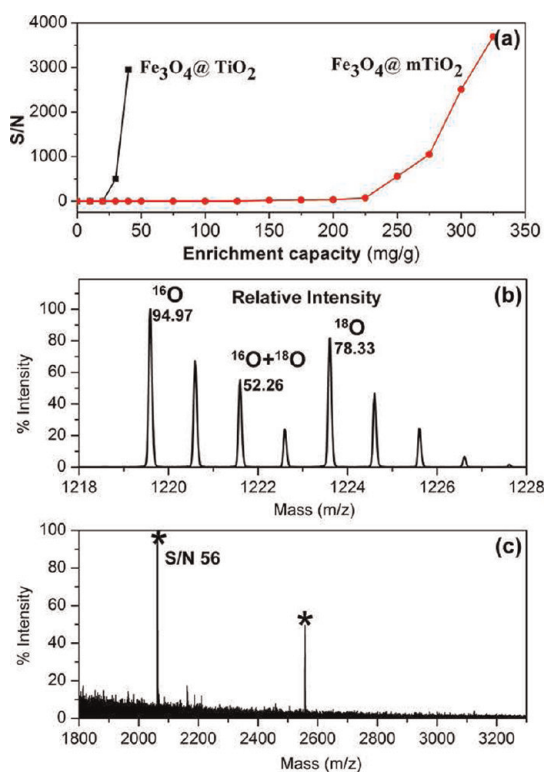 (a)
4000
3000
2000
1000
0
S/N
Fe₃O₄@ TiO₂
Fe₃O₄@ mTiO₂
0 50 100 150 200 250 300 350
Enrichment capacity (mg/g)
(b)
Relative Intensity
¹⁶O
94.97
¹⁶O+¹⁸O
52.26
¹⁸O
78.33
100
80
60
40
20
0
% Intensity
1218 1220 1222 1224 1226 1228
Mass (m/z)
(c)
* S/N 56
*
100
80
60
40
20
0
% Intensity
1800 2000 2200 2400 2600 2800 3000 3200
Mass (m/z)